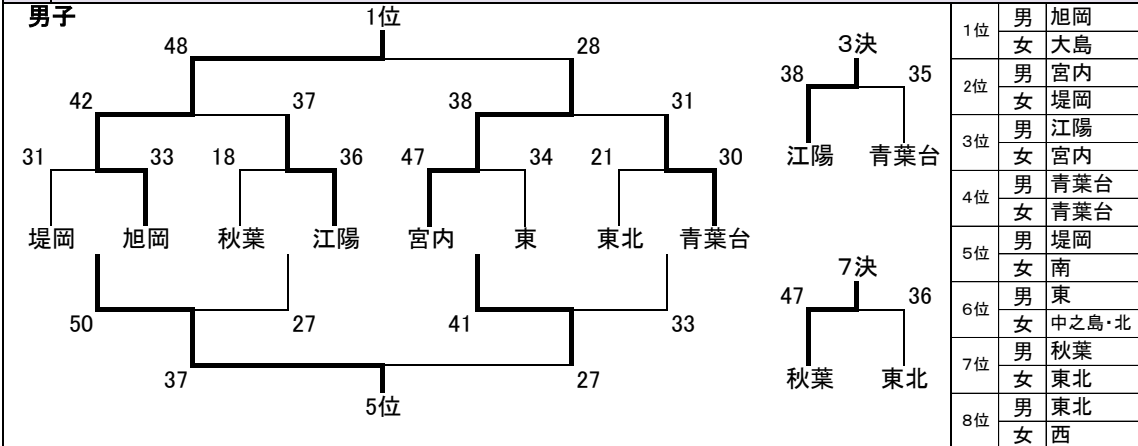 男子
1位
48 28
42 37 38 31
31 33 18 36 47 34 21 30
堤岡 旭岡 秋葉 江陽 宮内 東 東北 青葉台
50 27 41 33
37 27
5位
3決
38 35
江陽 青葉台
7決
47 36
秋葉 東北
1位 男 旭岡
女 大島
2位 男 宮内
女 堤岡
3位 男 江陽
女 宮内
4位 男 青葉台
女 青葉台
5位 男 堤岡
女 南
6位 男 東
女 中之島・北
7位 男 秋葉
女 東北
8位 男 東北
女 西